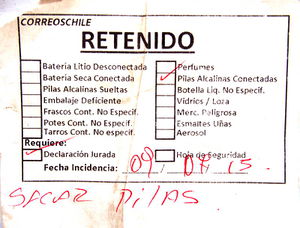 CORREOSCHILE
RETENIDO
Bateria Litio Desconectada
Bateria Seca Conectada
Pilas Alcalinas Sueltas
Embalaje Deficiente
Frascos Cont. No Especif.
Potes Cont. No Especif.
Tarros Cont. No especif.
Perfumes
Pilas Alcalinas Conectadas
Botella Liq. No Especif.
Vidrios / Loza
Merc. Peligrosa
Esmaltes Uñas
Aerosol
Requiere:
Declaración Jurada
Hoja de Seguridad
Fecha Incidencia: 09 / 07 / 15
SACAR PILAS